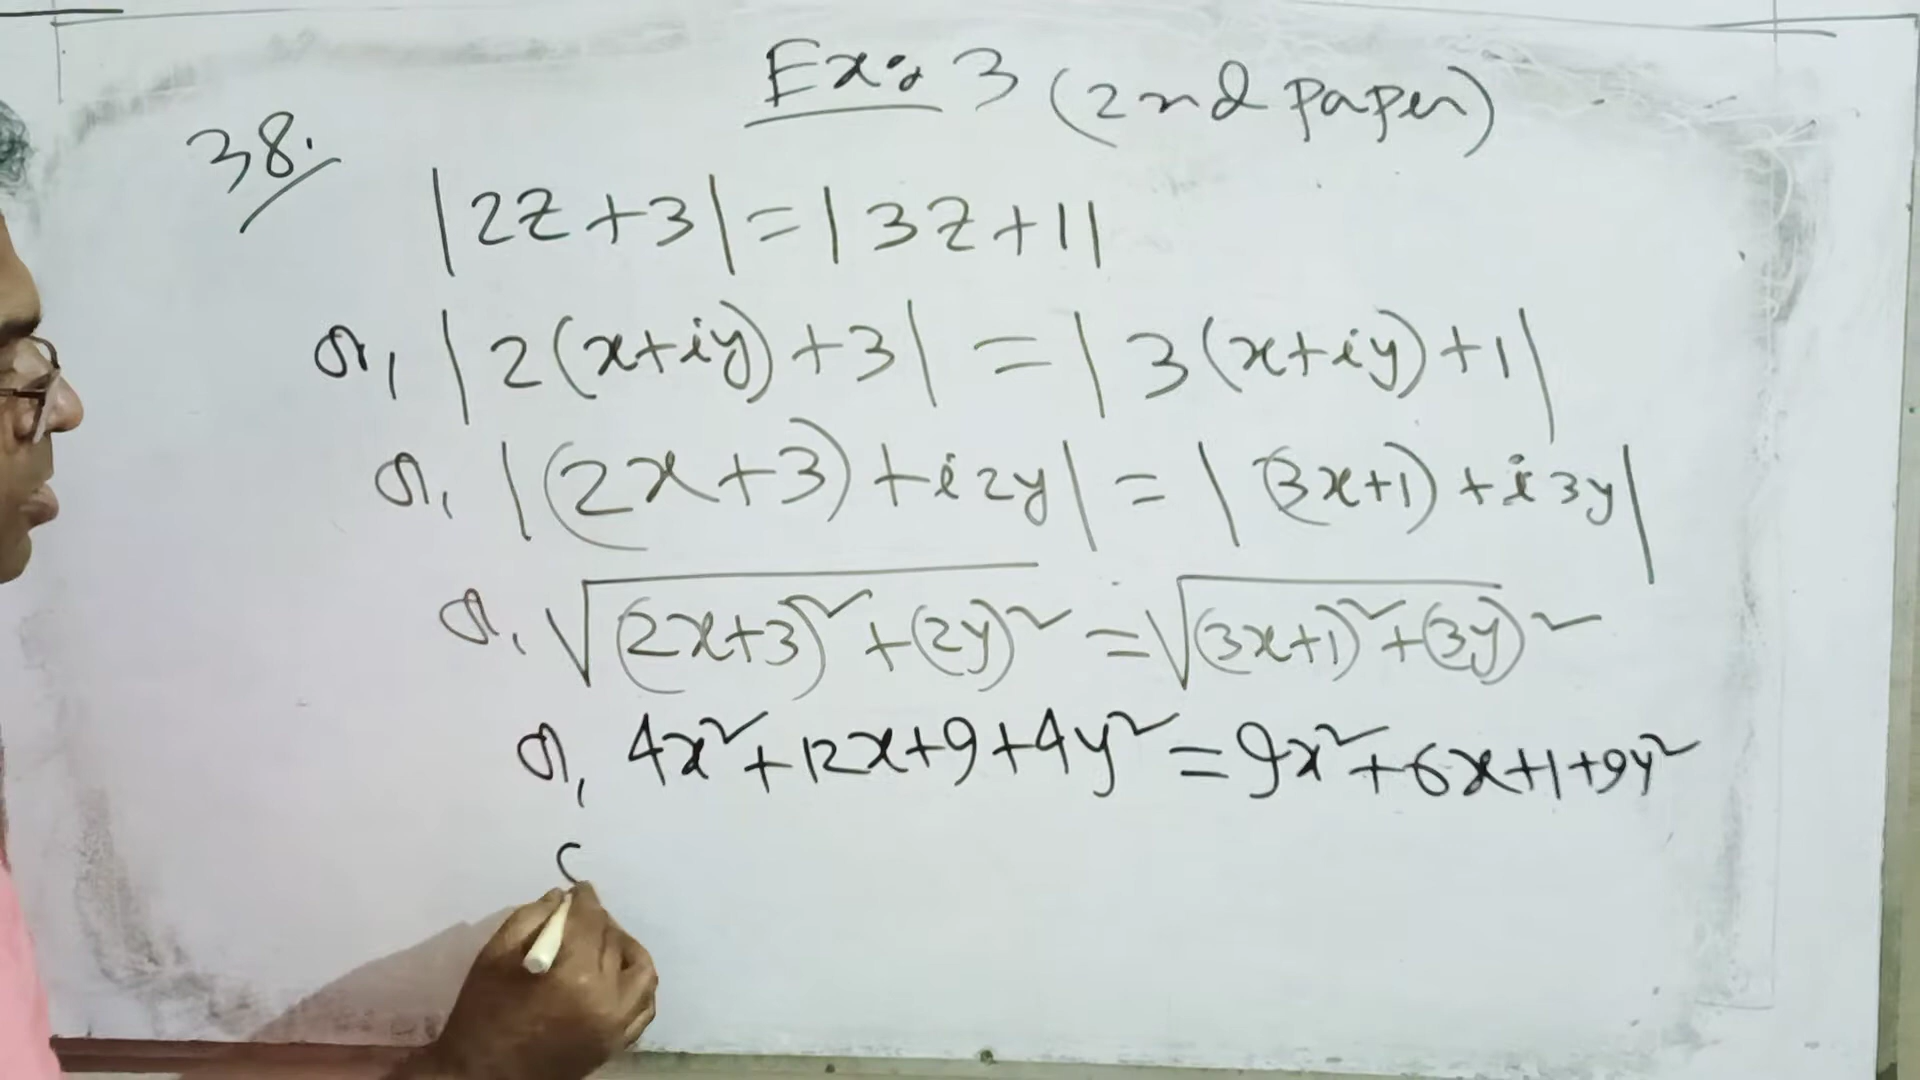 Ex: 3 (2nd paper)
38.
|2z+3|=|3z+1|
বা, |2(x+iy)+3| = |3(x+iy)+1|
বা, |(2x+3)+i2y| = |(3x+1)+i3y|
বা, √(2x+3)²+(2y)² = √(3x+1)²+(3y)²
বা, 4x²+12x+9+4y² = 9x²+6x+1+9y²